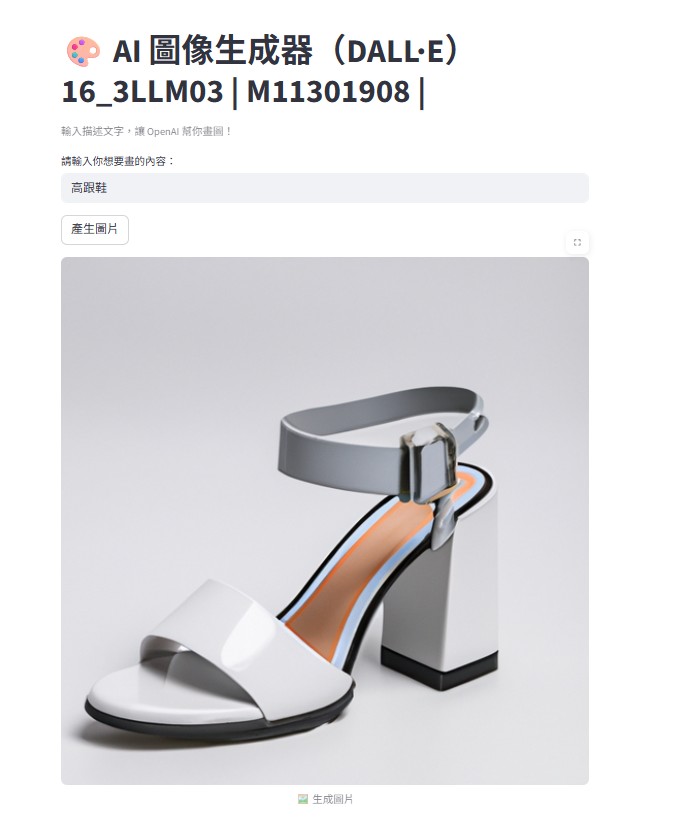 🎨 AI 圖像生成器（DALL·E）
16_3LLM03 | M11301908 |
輸入描述文字，讓 OpenAI 幫你畫圖！
請輸入你想要畫的內容：
高跟鞋
產生圖片
🖼️ 生成圖片